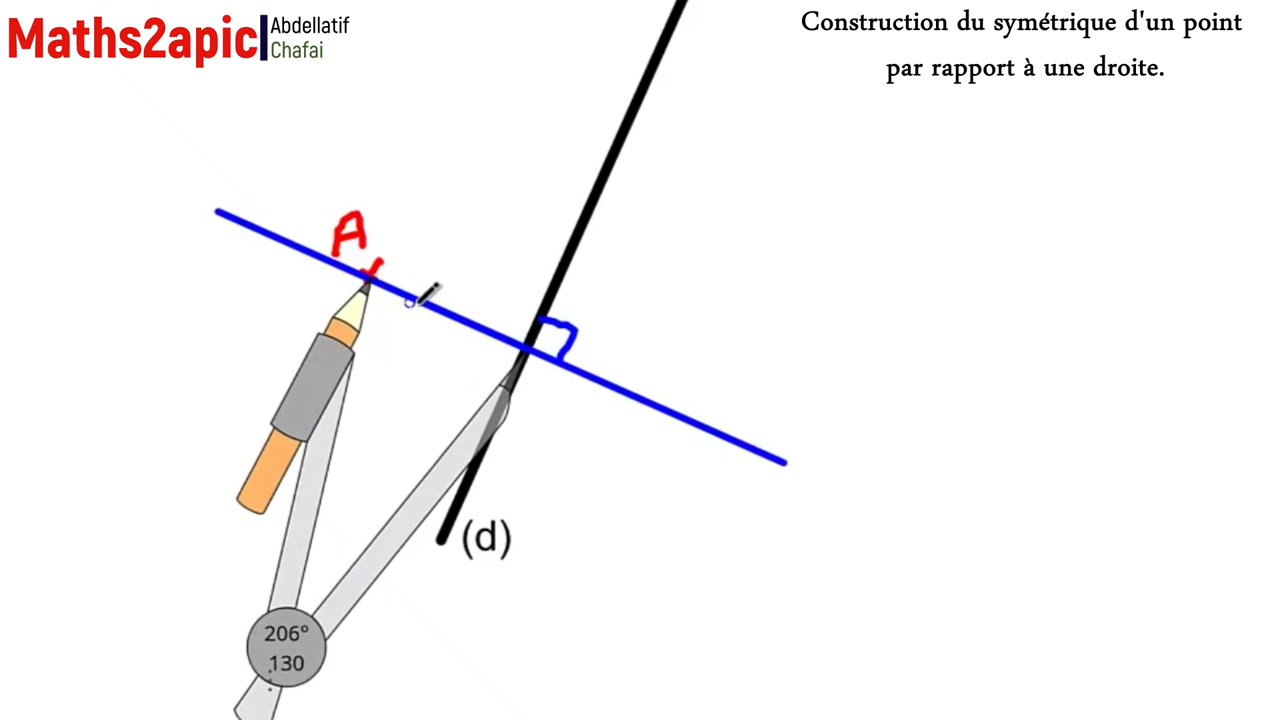 Maths2apic
Abdellatif
Chafai
Construction du symétrique d'un point
par rapport à une droite.
A
(d)
206°
130